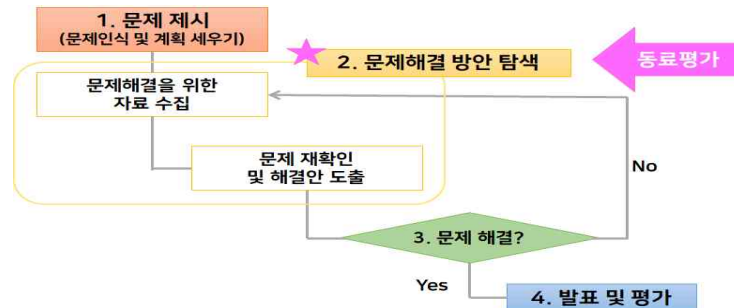 1. 문제 제시
(문제인식 및 계획 세우기)
2. 문제해결 방안 탐색
동료평가
문제해결을 위한
자료 수집
문제 재확인
및 해결안 도출
No
3. 문제 해결?
Yes
4. 발표 및 평가